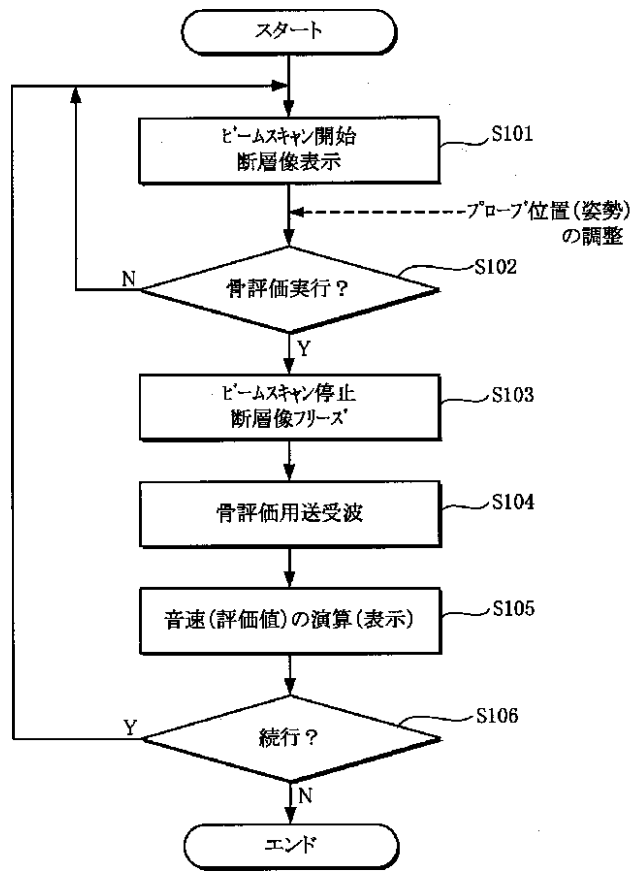 スタート
ビームスキャン開始
断層像表示
S101
プローブ位置(姿勢)
の調整
骨評価実行?
S102
N
Y
ビームスキャン停止
断層像フリーズ
S103
骨評価用送受波
S104
音速(評価値)の演算(表示)
S105
続行?
S106
Y
N
エンド